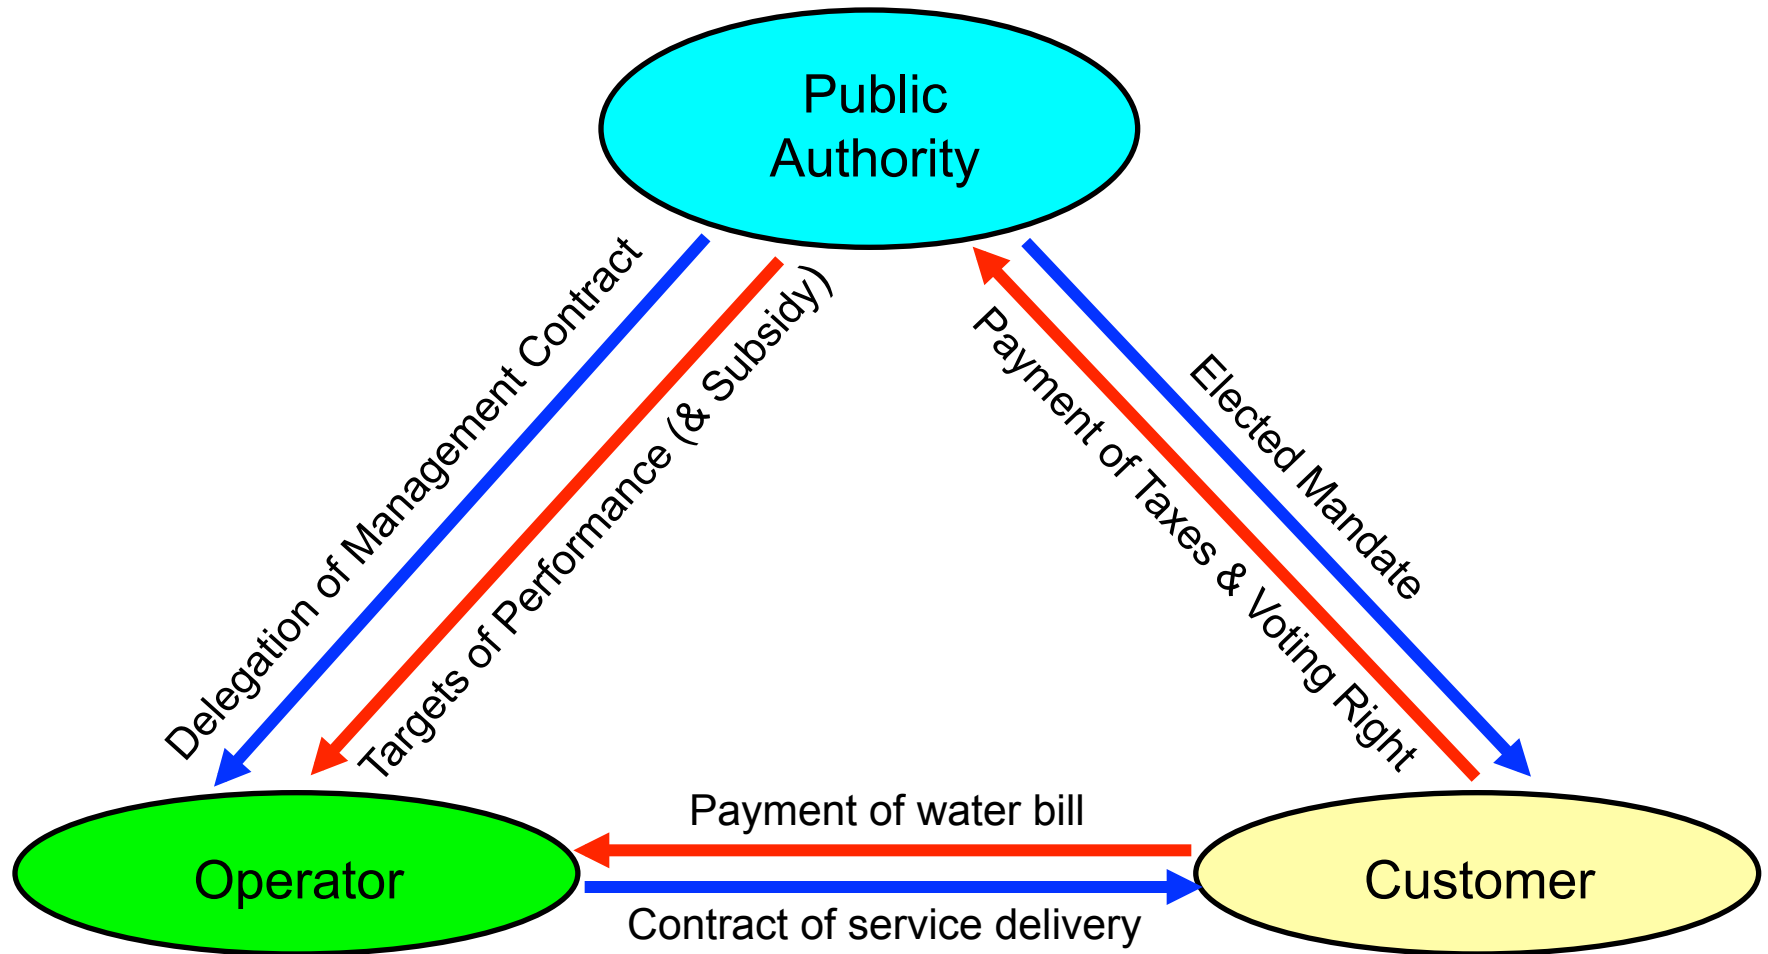 Public
Authority
Delegation of Management Contract
Targets of Performance (& Subsidy)
Payment of Taxes & Voting Right
Elected Mandate
Payment of water bill
Operator
Customer
Contract of service delivery